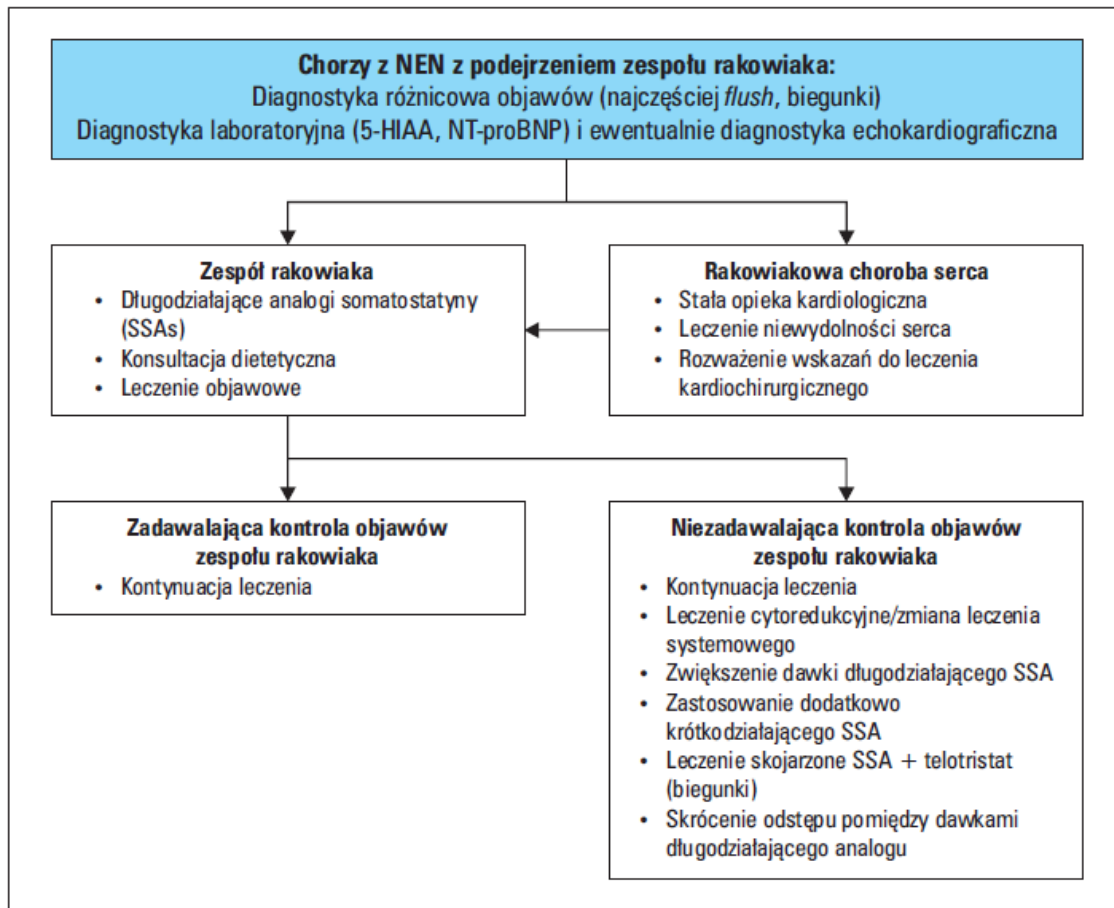 Chorzy z NEN z podejrzeniem zespołu rakowiaka:
Diagnostyka różnicowa objawów (najczęściej flush, biegunki)
Diagnostyka laboratoryjna (5-HIAA, NT-proBNP) i ewentualnie diagnostyka echokardiograficzna
Zespół rakowiaka
• Długodziałające analogi somatostatyny
(SSAs)
• Konsultacja dietetyczna
• Leczenie objawowe
Rakowiakowa choroba serca
• Stała opieka kardiologiczna
• Leczenie niewydolności serca
• Rozważenie wskazań do leczenia
kardiochirurgicznego
Zadawalająca kontrola objawów
zespołu rakowiaka
• Kontynuacja leczenia
Niezadawalająca kontrola objawów
zespołu rakowiaka
• Kontynuacja leczenia
• Leczenie cytoredukcyjne/zmiana leczenia
systemowego
• Zwiększenie dawki długodziałającego SSA
• Zastosowanie dodatkowo
krótkodziałającego SSA
• Leczenie skojarzone SSA + telotristat
(biegunki)
• Skrócenie odstępu pomiędzy dawkami
długodziałającego analogu